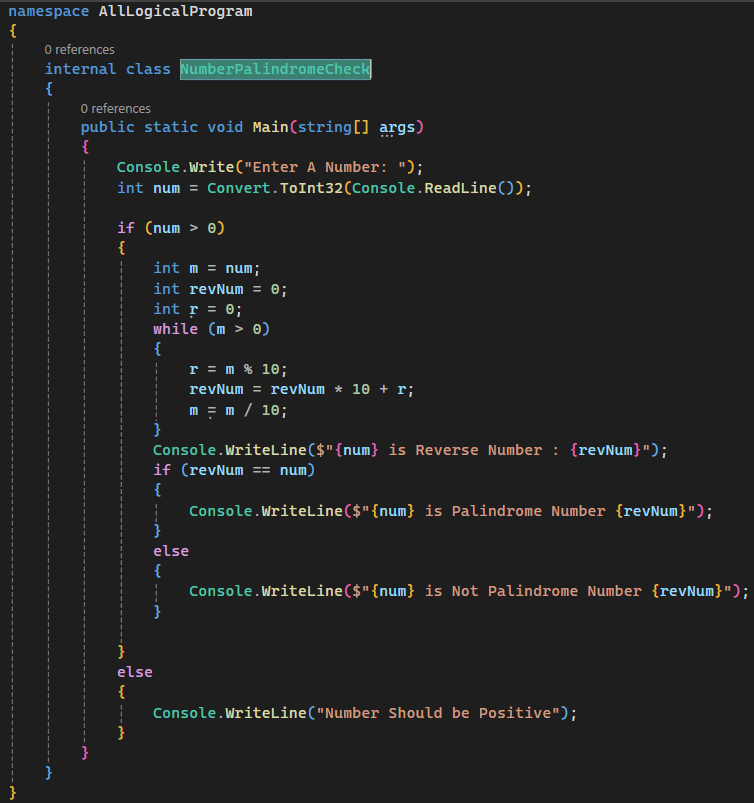 namespace AllLogicalProgram
{
0 references
internal class NumberPalindromeCheck
{
0 references
public static void Main(string[] args)
{
Console.Write("Enter A Number: ");
int num = Convert.ToInt32(Console.ReadLine());
if (num > 0)
{
int m = num;
int revNum = 0;
int r = 0;
while (m > 0)
{
r = m % 10;
revNum = revNum * 10 + r;
m = m / 10;
}
Console.WriteLine($"{num} is Reverse Number : {revNum}");
if (revNum == num)
{
Console.WriteLine($"{num} is Palindrome Number {revNum}");
}
else
{
Console.WriteLine($"{num} is Not Palindrome Number {revNum}");
}
}
else
{
Console.WriteLine("Number Should be Positive");
}
}
}
}